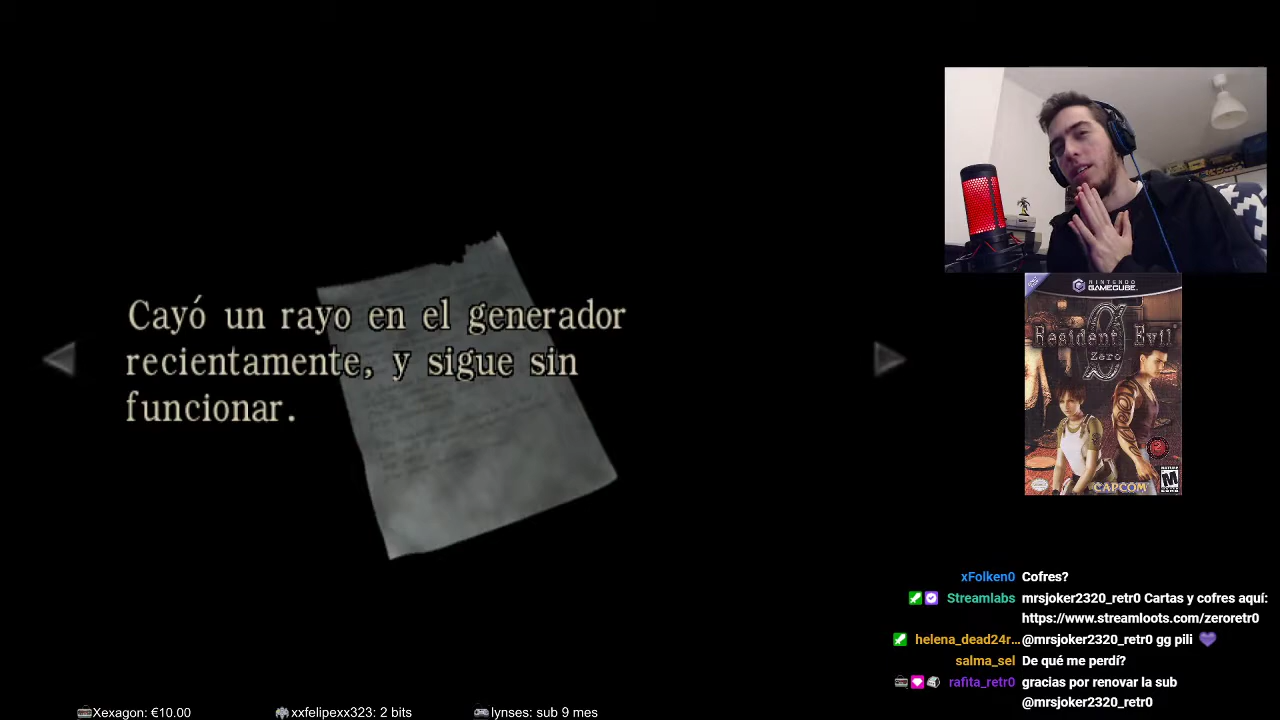 Cayó un rayo en el generador
recientemente, y sigue sin
funcionar.
NINTENDO
GAMECUBE
Resident Evil
Zero
CAPCOM
xFolken0 Cofres?
Streamlabs mrsjoker2320_retr0 Cartas y cofres aquí:
https://www.streamloots.com/zeroretr0
helena_dead24r... @mrsjoker2320_retr0 gg pili
salma_sel De qué me perdí?
rafita_retr0 gracias por renovar la sub
@mrsjoker2320_retr0
Xexagon: €10.00
xxfelipexx323: 2 bits
lynses: sub 9 mes